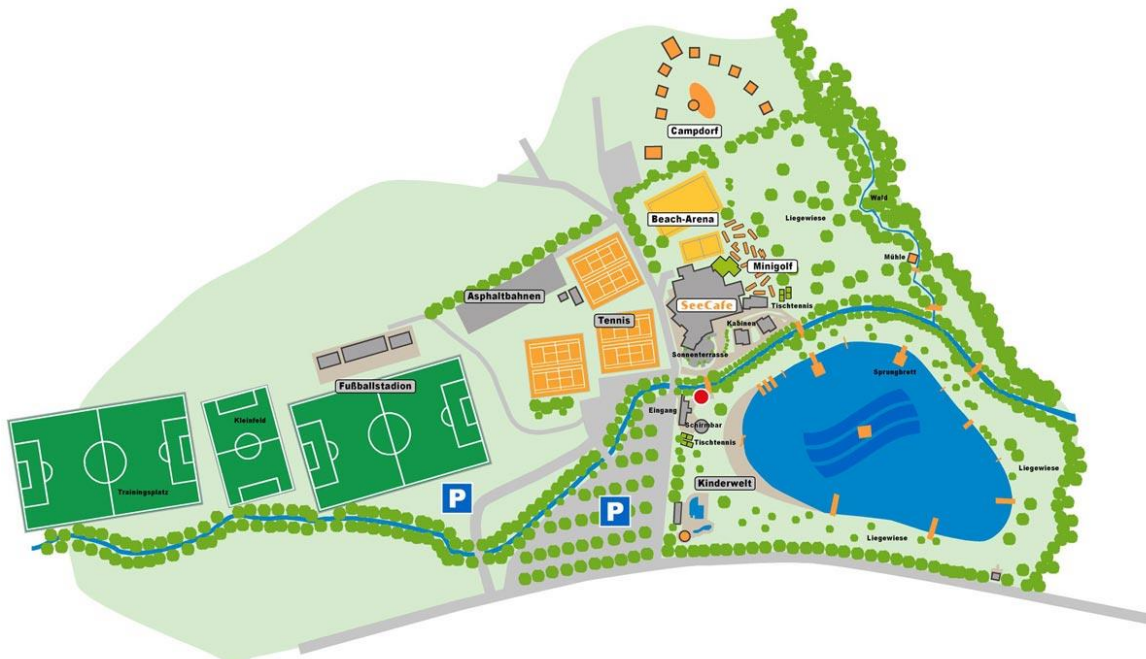 Campdorf
Wald
Beach-Arena
Liegewiese
Mühle
Minigolf
Asphaltbahnen
SeeCafe
Tischtennis
Tennis
Kabinen
Sonnenterrasse
Sprungbrett
Fußballstadion
Eingang
Kleinfeld
Schirmbar
Tischtennis
Liegewiese
Kinderwelt
Trainingsplatz
P
P
Liegewiese